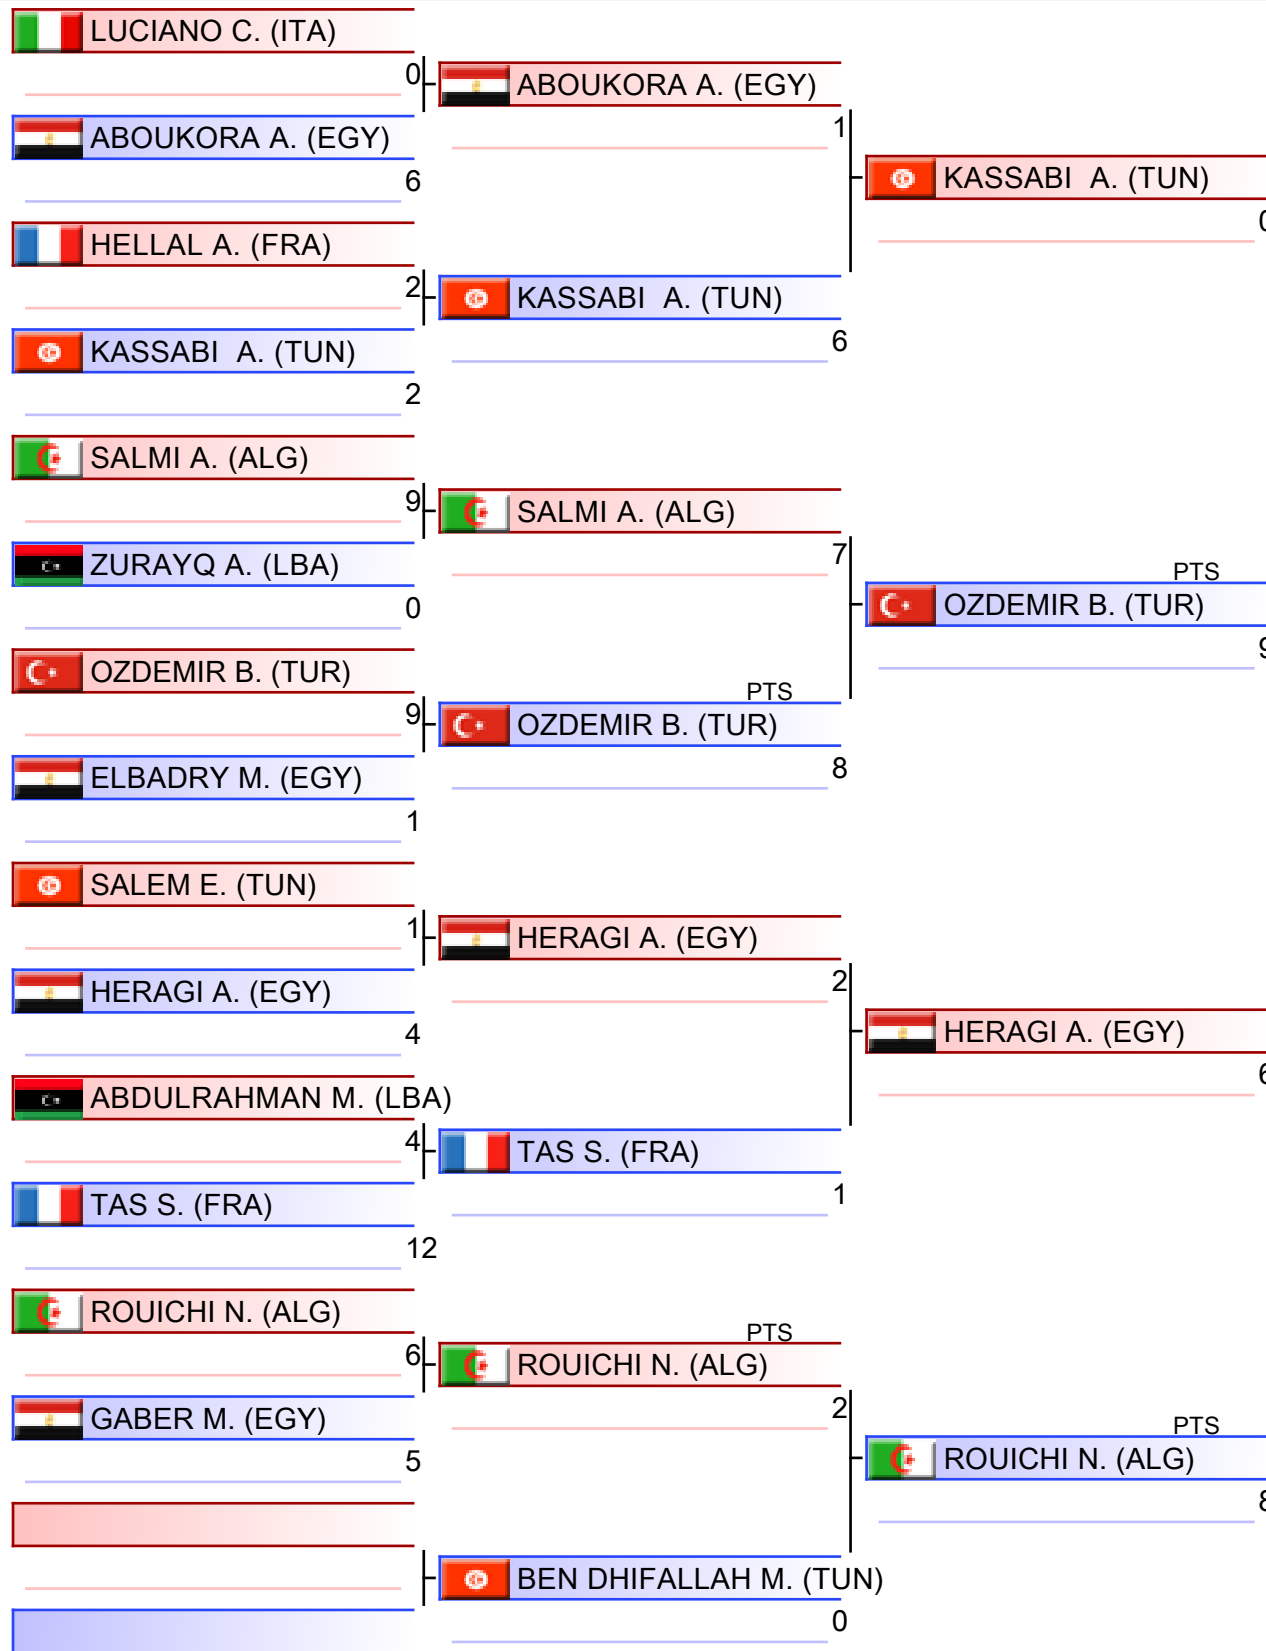 LUCIANO C. (ITA)
0
ABOUKORA A. (EGY)
6
HELLAL A. (FRA)
2
KASSABI  A. (TUN)
2
SALMI A. (ALG)
9
ZURAYQ A. (LBA)
0
OZDEMIR B. (TUR)
9
ELBADRY M. (EGY)
1
SALEM E. (TUN)
1
HERAGI A. (EGY)
4
ABDULRAHMAN M. (LBA)
4
TAS S. (FRA)
12
ROUICHI N. (ALG)
6
GABER M. (EGY)
5
ABOUKORA A. (EGY)
1
KASSABI  A. (TUN)
6
SALMI A. (ALG)
7
PTS
OZDEMIR B. (TUR)
8
HERAGI A. (EGY)
2
TAS S. (FRA)
1
PTS
ROUICHI N. (ALG)
2
BEN DHIFALLAH M. (TUN)
0
KASSABI  A. (TUN)
0
PTS
OZDEMIR B. (TUR)
9
HERAGI A. (EGY)
6
PTS
ROUICHI N. (ALG)
8